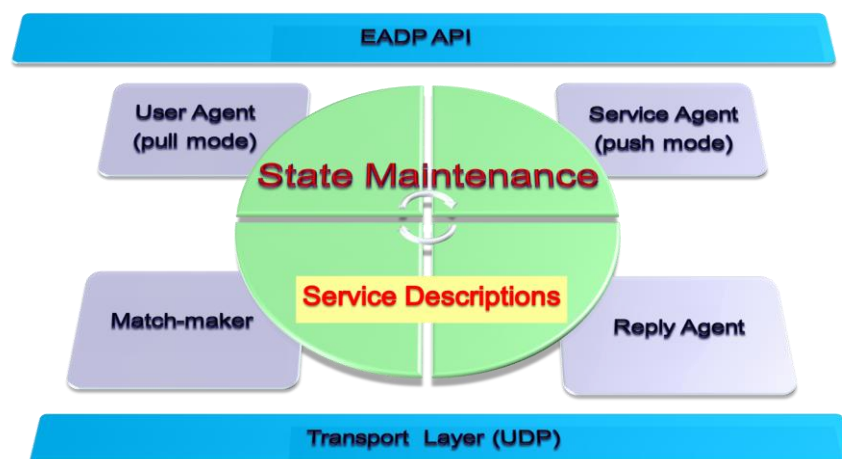 EADP API
User Agent
(pull mode)
Service Agent
(push mode)
State Maintenance
Service Descriptions
Match-maker
Reply Agent
Transport Layer (UDP)